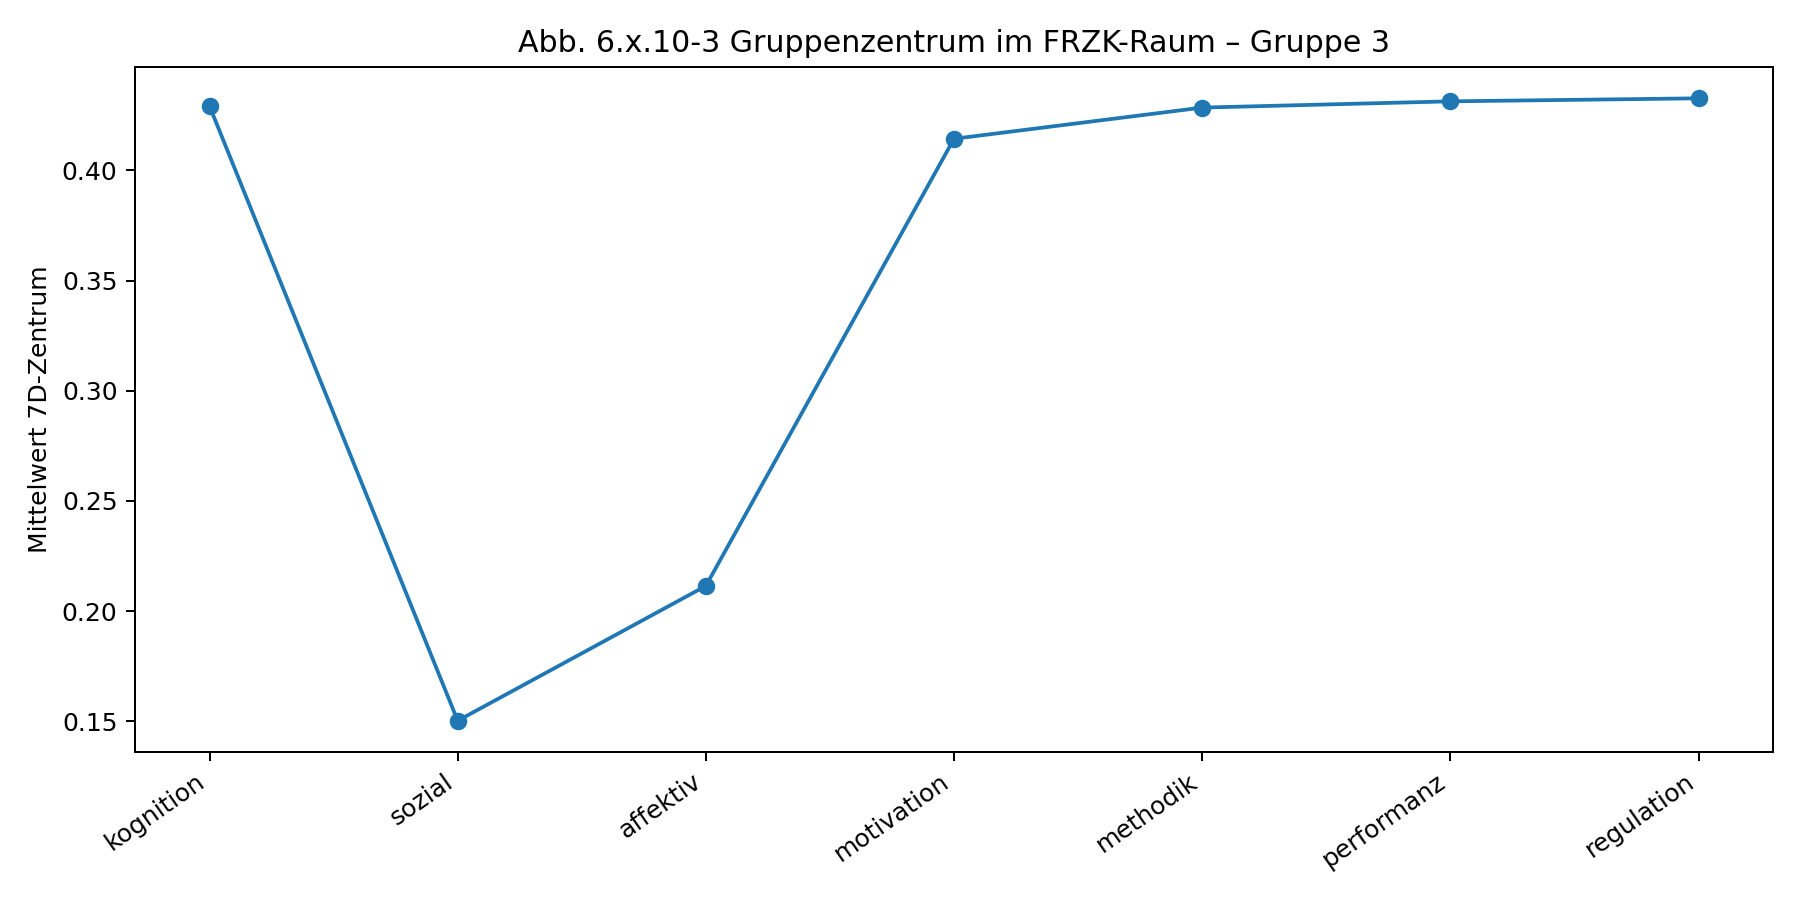 Abb. 6.x.10-3 Gruppenzentrum im FRZK-Raum – Gruppe 3
Mittelwert 7D-Zentrum
0.40
0.35
0.30
0.25
0.20
0.15
kognition
sozial
affektiv
motivation
methodik
performanz
regulation